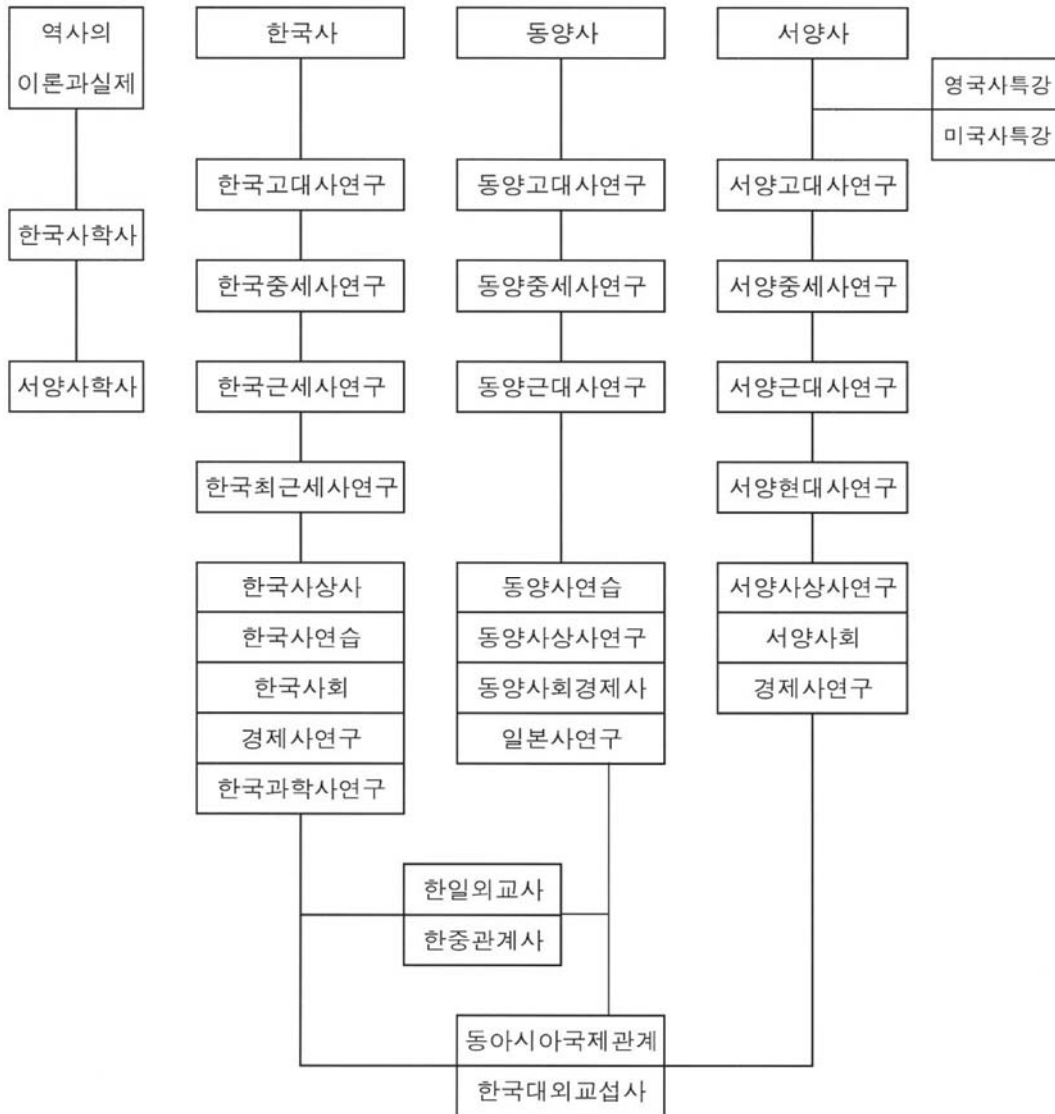 역사의
이론과실제
한국사학사
서양사학사
한국사
한국고대사연구
한국중세사연구
한국근세사연구
한국최근세사연구
한국사상사
한국사연습
한국사회
경제사연구
한국과학사연구
동양사
동양고대사연구
동양중세사연구
동양근대사연구
동양사연습
동양사상사연구
동양사회경제사
일본사연구
서양사
영국사특강
미국사특강
서양고대사연구
서양중세사연구
서양근대사연구
서양현대사연구
서양사상사연구
서양사회
경제사연구
한일외교사
한중관계사
동아시아국제관계
한국대외교섭사